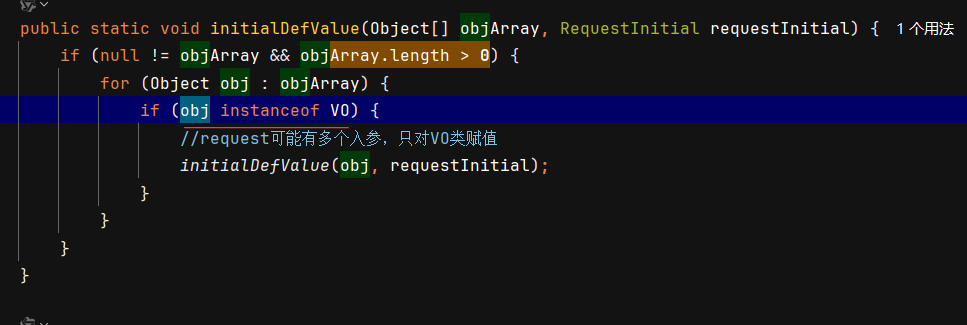 public static void initialDefValue(Object[] objArray, RequestInitial requestInitial) { 1 个用法
if (null != objArray && objArray.length > 0) {
for (Object obj : objArray) {
if (obj instanceof VO) {
//request可能有多个入参，只对VO类赋值
initialDefValue(obj, requestInitial);
}
}
}
}